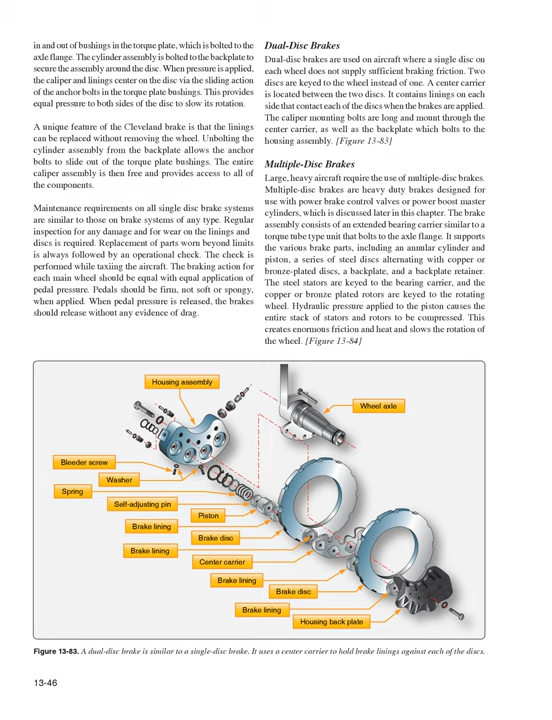 in and out of bushings in the torque plate, which is bolted to the
axle flange. The cylinder assembly is bolted to the backplate to
secure the assembly around the disc. When pressure is applied,
the caliper and linings center on the disc via the sliding action
of the anchor bolts in the torque plate bushings. This provides
equal pressure to both sides of the disc to slow its rotation.
A unique feature of the Cleveland brake is that the linings
can be replaced without removing the wheel. Unbolting the
cylinder assembly from the backplate allows the anchor
bolts to slide out of the torque plate bushings. The entire
caliper assembly is then free and provides access to all of
the components.
Maintenance requirements on all single disc brake systems
are similar to those on brake systems of any type. Regular
inspection for any damage and for wear on the linings and
discs is required. Replacement of parts worn beyond limits
is always followed by an operational check. The check is
performed while taxiing the aircraft. The braking action for
each main wheel should be equal with equal application of
pedal pressure. Pedals should be firm, not soft or spongy,
when applied. When pedal pressure is released, the brakes
should release without any evidence of drag.
Dual-Disc Brakes
Dual-disc brakes are used on aircraft where a single disc on
each wheel does not supply sufficient braking friction. Two
discs are keyed to the wheel instead of one. A center carrier
is located between the two discs. It contains linings on each
side that contact each of the discs when the brakes are applied.
The caliper mounting bolts are long and mount through the
center carrier, as well as the backplate which bolts to the
housing assembly. [Figure 13-83]
Multiple-Disc Brakes
Large, heavy aircraft require the use of multiple-disc brakes.
Multiple-disc brakes are heavy duty brakes designed for
use with power brake control valves or power boost master
cylinders, which is discussed later in this chapter. The brake
assembly consists of an extended bearing carrier similar to a
torque tube type unit that bolts to the axle flange. It supports
the various brake parts, including an annular cylinder and
piston, a series of steel discs alternating with copper or
bronze-plated discs, a backplate, and a backplate retainer.
The steel stators are keyed to the bearing carrier, and the
copper or bronze plated rotors are keyed to the rotating
wheel. Hydraulic pressure applied to the piston causes the
entire stack of stators and rotors to be compressed. This
creates enormous friction and heat and slows the rotation of
the wheel. [Figure 13-84]
Housing assembly
Wheel axle
Bleeder screw
Washer
Spring
Self-adjusting pin
Piston
Brake lining
Brake disc
Brake lining
Center carrier
Brake lining
Brake disc
Brake lining
Housing back plate
Figure 13-83. A dual-disc brake is similar to a single-disc brake. It uses a center carrier to hold brake linings against each of the discs.
13-46